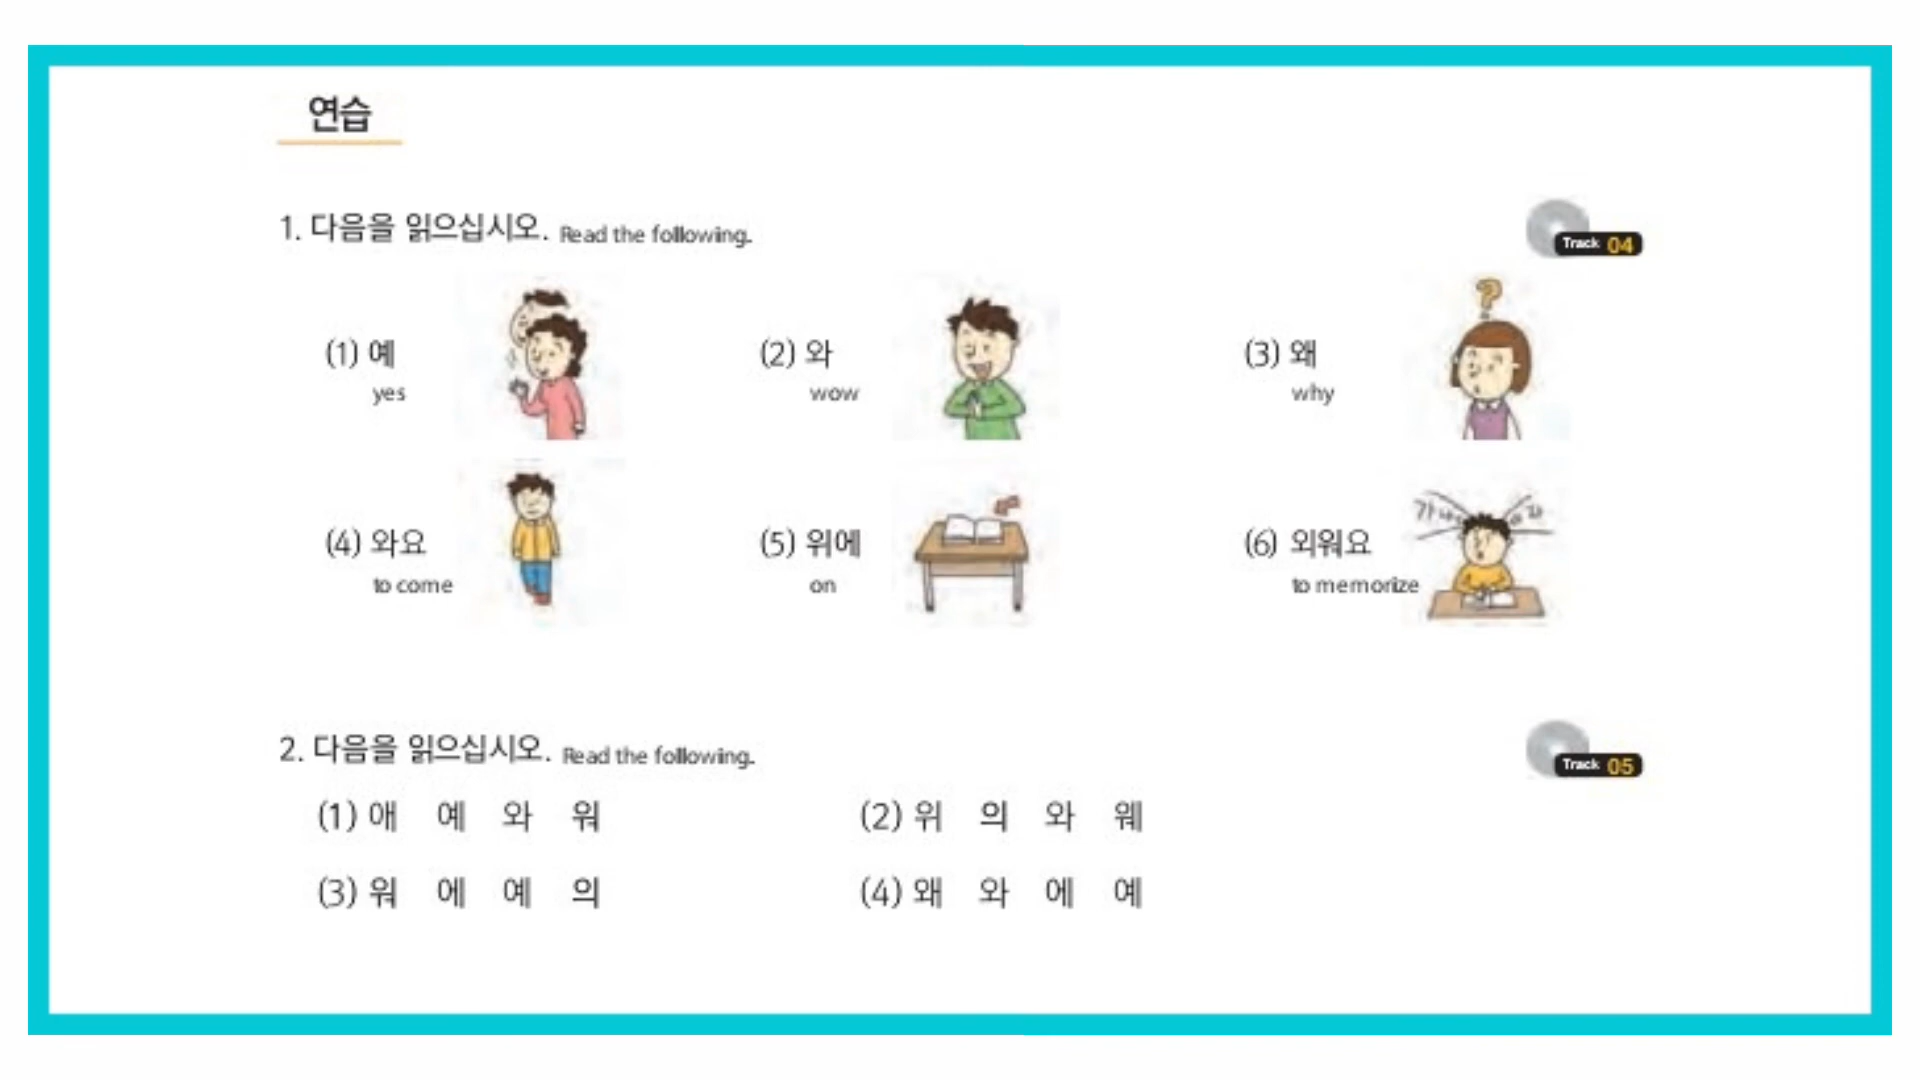 연습
1. 다음을 읽으십시오. Read the following.
Track 04
(1) 예 (2) 와 (3) 왜
yes wow why
(4) 와요 (5) 위에 (6) 외워요
to come on to memorize
2. 다음을 읽으십시오. Read the following.
Track 05
(1) 애 예 와 워 (2) 위 의 와 웨
(3) 워 에 예 의 (4) 왜 와 에 예